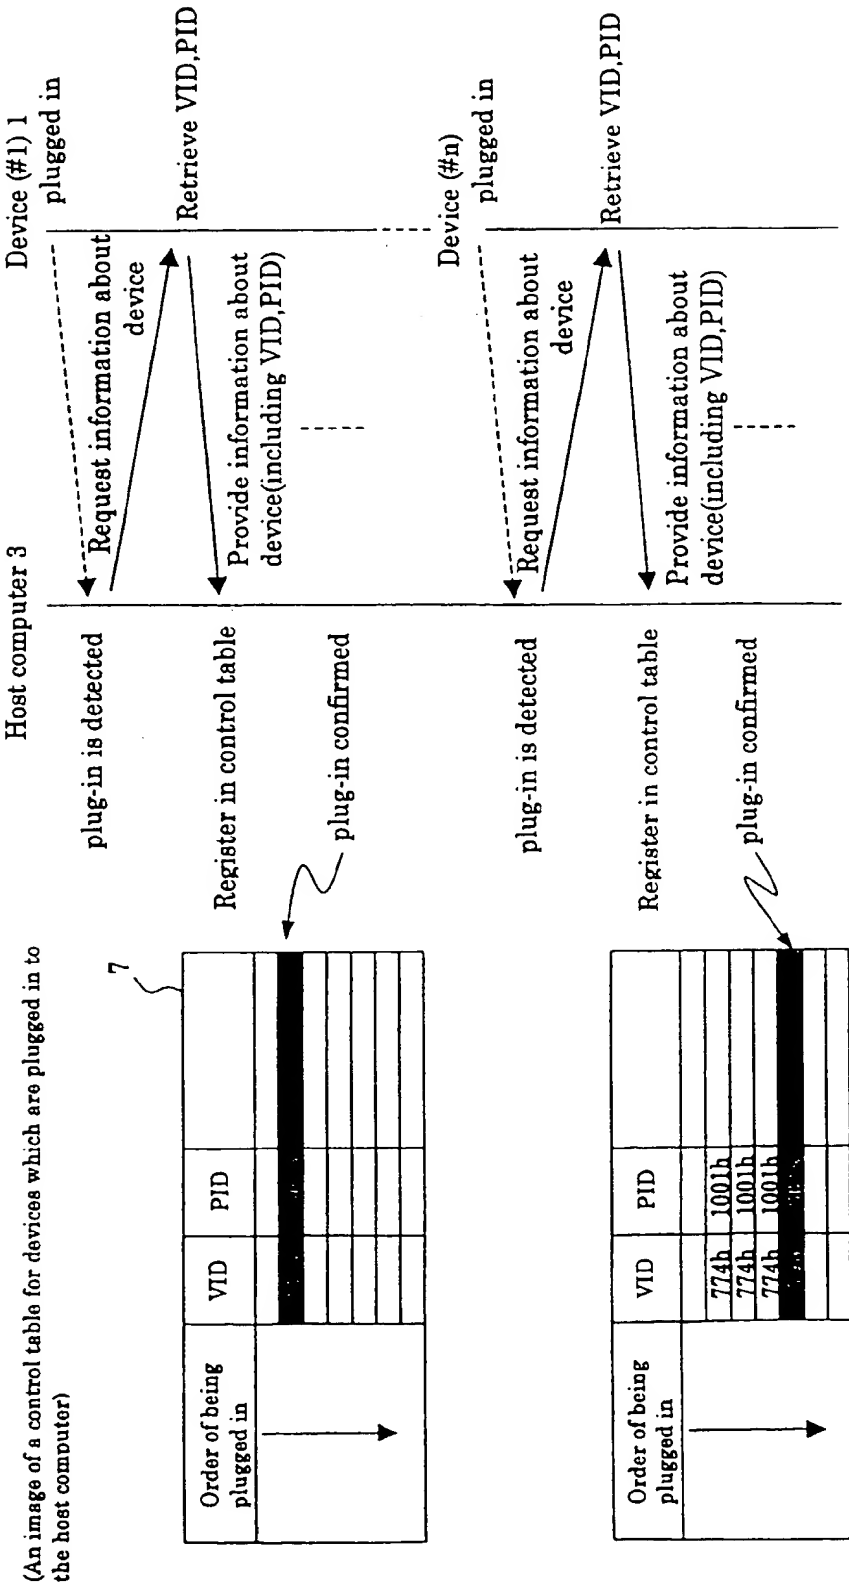 (An image of a control table for devices which are plugged in to
the host computer)
Host computer 3
Device (#1) 1
plugged in
plug-in is detected
Request information about
device
Retrieve VID,PID
Provide information about
device(including VID,PID)
Register in control table
plug-in confirmed
7
Order of being
plugged in
VID
PID
Device (#n)
plugged in
plug-in is detected
Request information about
device
Retrieve VID,PID
Provide information about
device(including VID,PID)
Register in control table
plug-in confirmed
Order of being
plugged in
VID
PID
774h 1001h
774h 1001h
774h 1001h